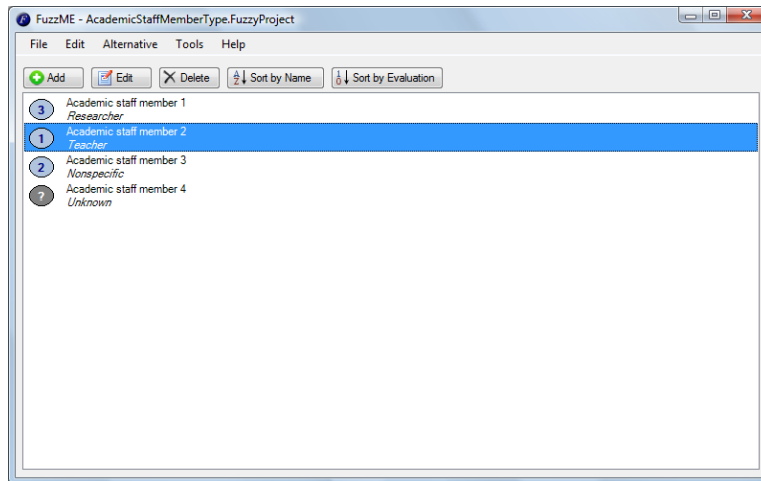 FuzzME - AcademicStaffMemberType.FuzzyProject
File Edit Alternative Tools Help
Add Edit Delete Sort by Name Sort by Evaluation
3 Academic staff member 1
Researcher
1 Academic staff member 2
Teacher
2 Academic staff member 3
Nonspecific
? Academic staff member 4
Unknown